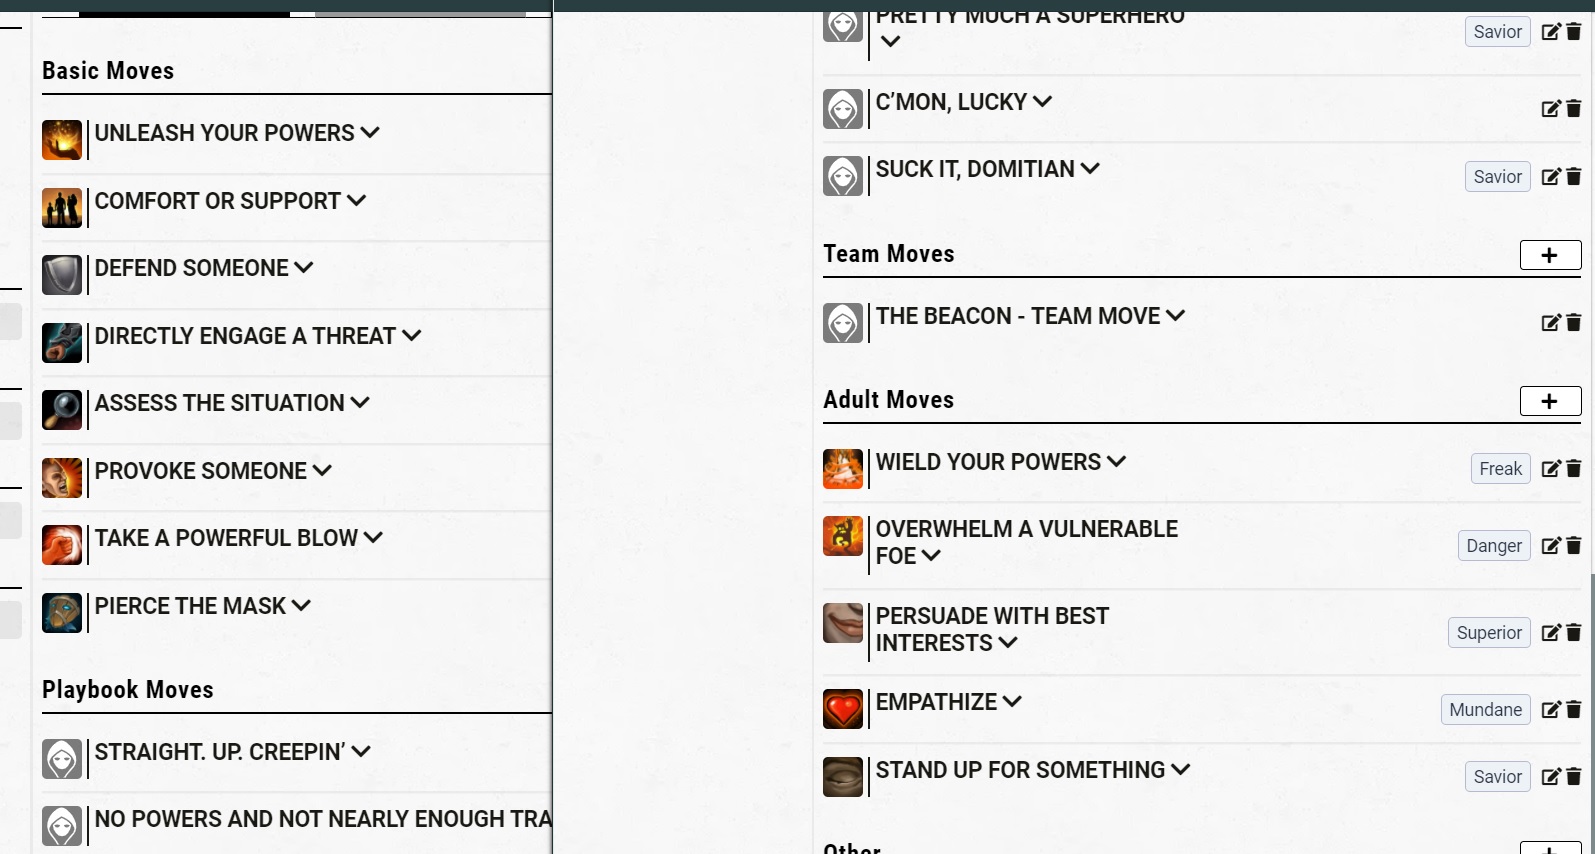 Basic Moves
UNLEASH YOUR POWERS
COMFORT OR SUPPORT
DEFEND SOMEONE
DIRECTLY ENGAGE A THREAT
ASSESS THE SITUATION
PROVOKE SOMEONE
TAKE A POWERFUL BLOW
PIERCE THE MASK
Playbook Moves
STRAIGHT. UP. CREEPIN’
NO POWERS AND NOT NEARLY ENOUGH TRA
PRETTY MUCH A SUPERHERO
Savior
C’MON, LUCKY
SUCK IT, DOMITIAN
Savior
Team Moves
+
THE BEACON - TEAM MOVE
Adult Moves
+
WIELD YOUR POWERS
Freak
OVERWHELM A VULNERABLE
FOE
Danger
PERSUADE WITH BEST
INTERESTS
Superior
EMPATHIZE
Mundane
STAND UP FOR SOMETHING
Savior
Other
+